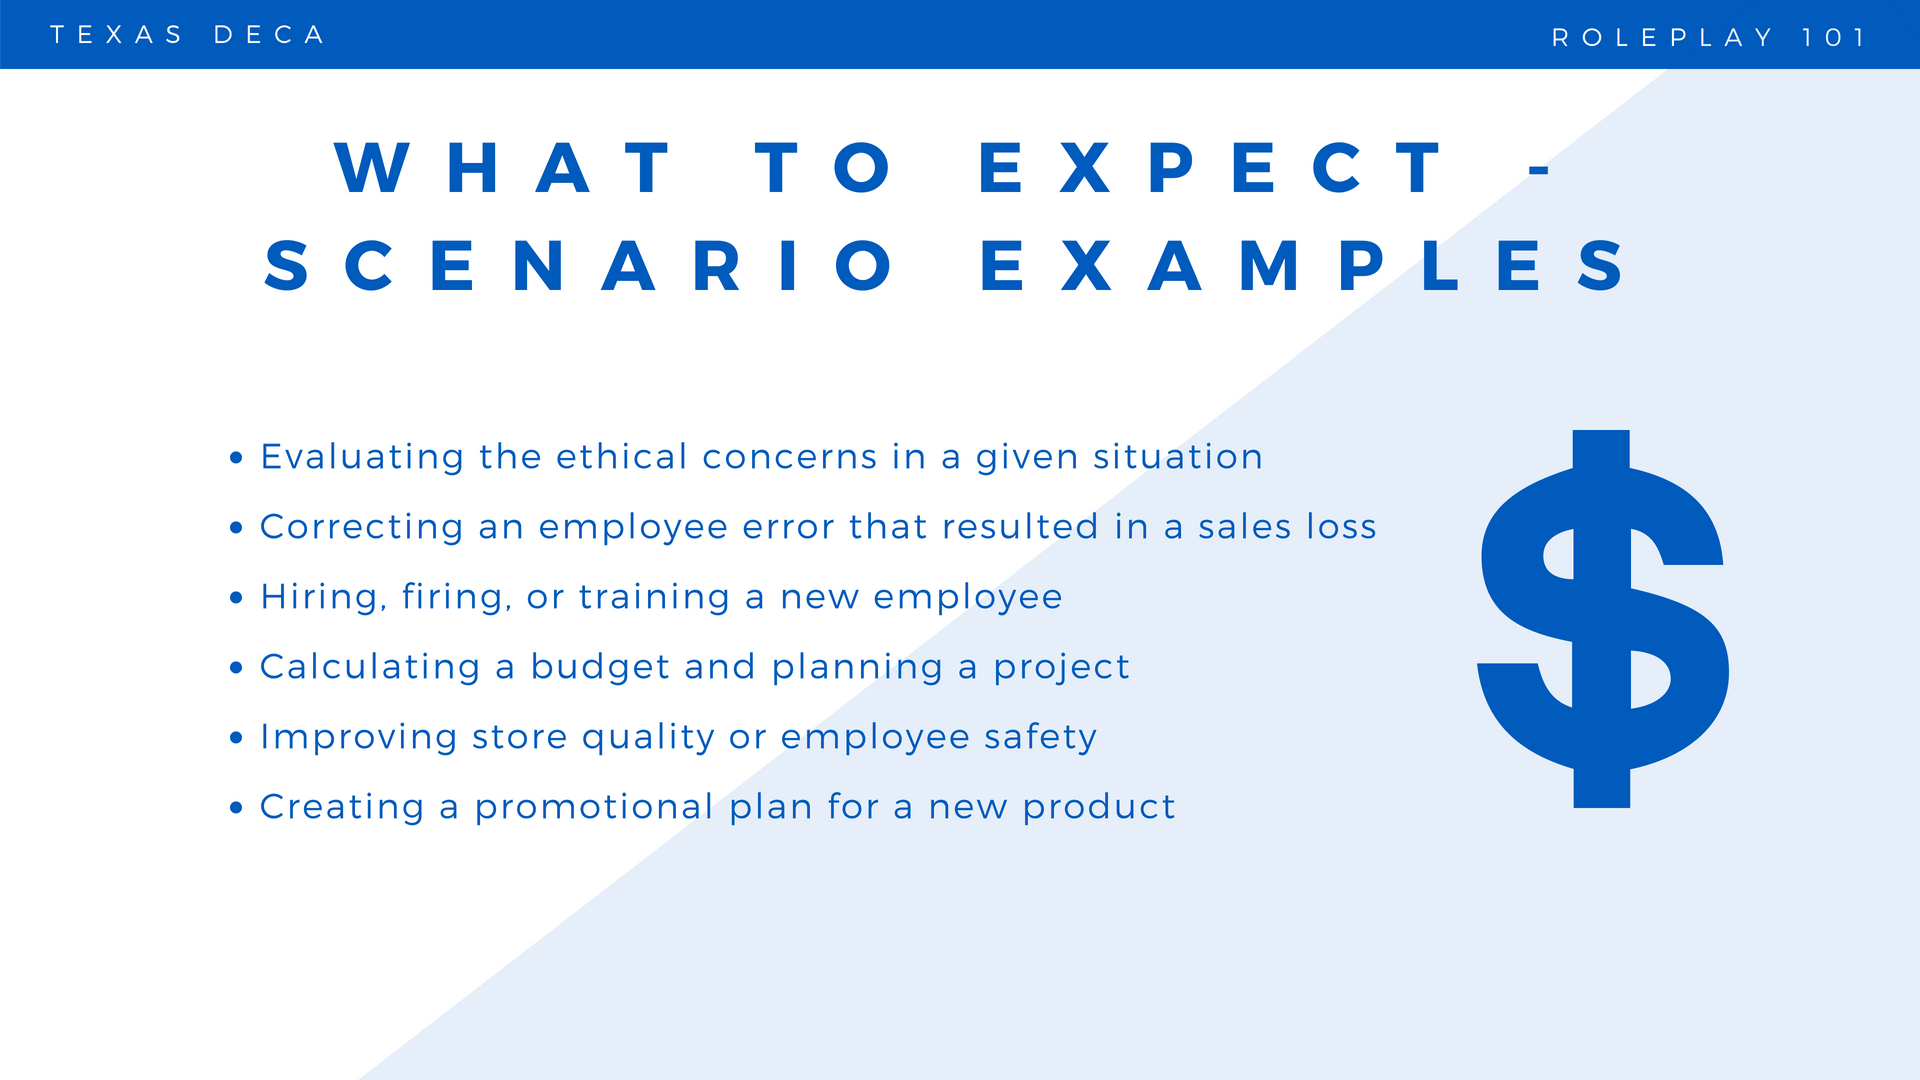 TEXAS DECA
ROLEPLAY 101
WHAT TO EXPECT -
SCENARIO EXAMPLES
• Evaluating the ethical concerns in a given situation
• Correcting an employee error that resulted in a sales loss
• Hiring, firing, or training a new employee
• Calculating a budget and planning a project
• Improving store quality or employee safety
• Creating a promotional plan for a new product
$